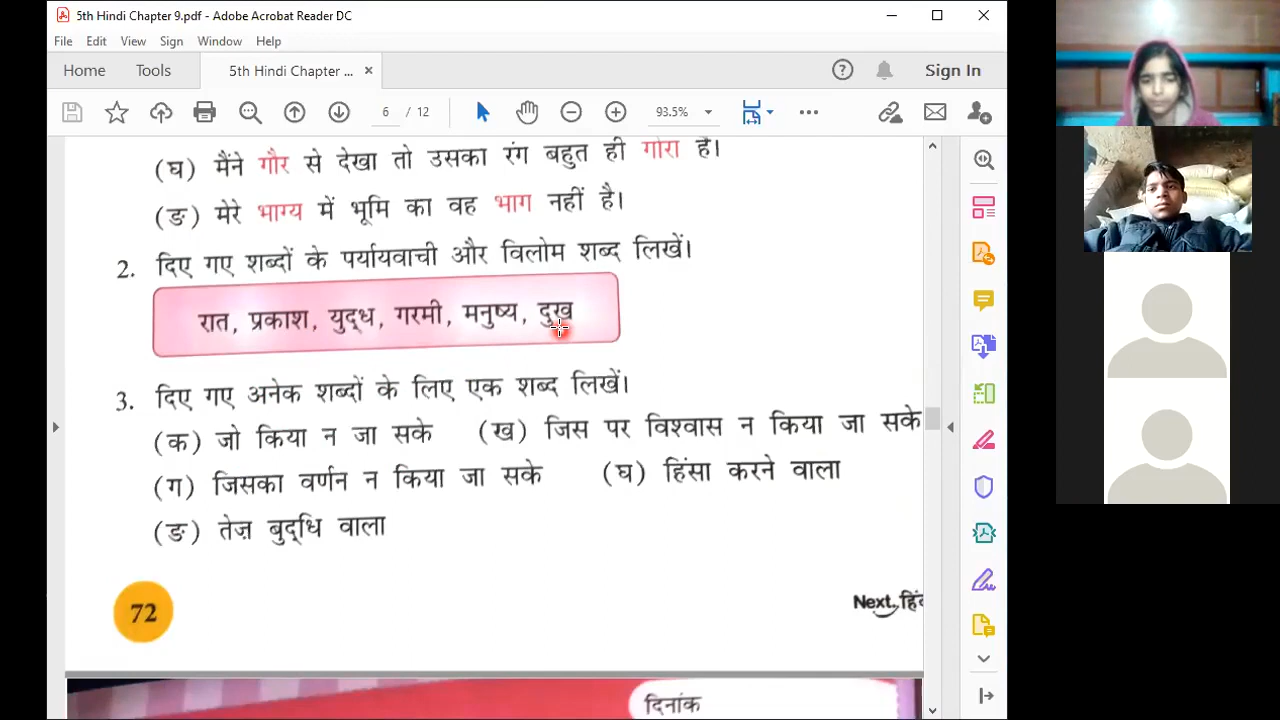 5th Hindi Chapter 9.pdf - Adobe Acrobat Reader DC
File Edit View Sign Window Help
Home Tools 5th Hindi Chapter ... × Sign In
6 / 12 93.5%
(घ) मैंने गौर से देखा तो उसका रंग बहुत ही गोरा है।
(ङ) मेरे भाग्य में भूमि का वह भाग नहीं है।
2. दिए गए शब्दों के पर्यायवाची और विलोम शब्द लिखें।
रात, प्रकाश, युद्ध, गरमी, मनुष्य, दुख
3. दिए गए अनेक शब्दों के लिए एक शब्द लिखें।
(क) जो किया न जा सके (ख) जिस पर विश्वास न किया जा सके
(ग) जिसका वर्णन न किया जा सके (घ) हिंसा करने वाला
(ङ) तेज़ बुद्धि वाला
72
Next
दिनांक